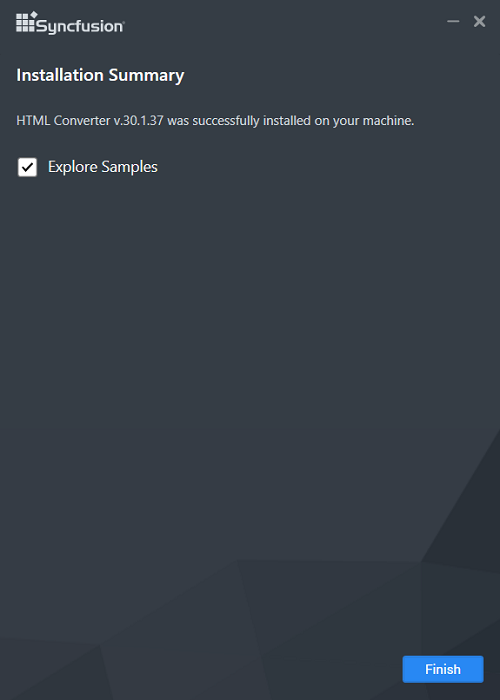 Syncfusion®
Installation Summary
HTML Converter v.30.1.37 was successfully installed on your machine.
Explore Samples
Finish